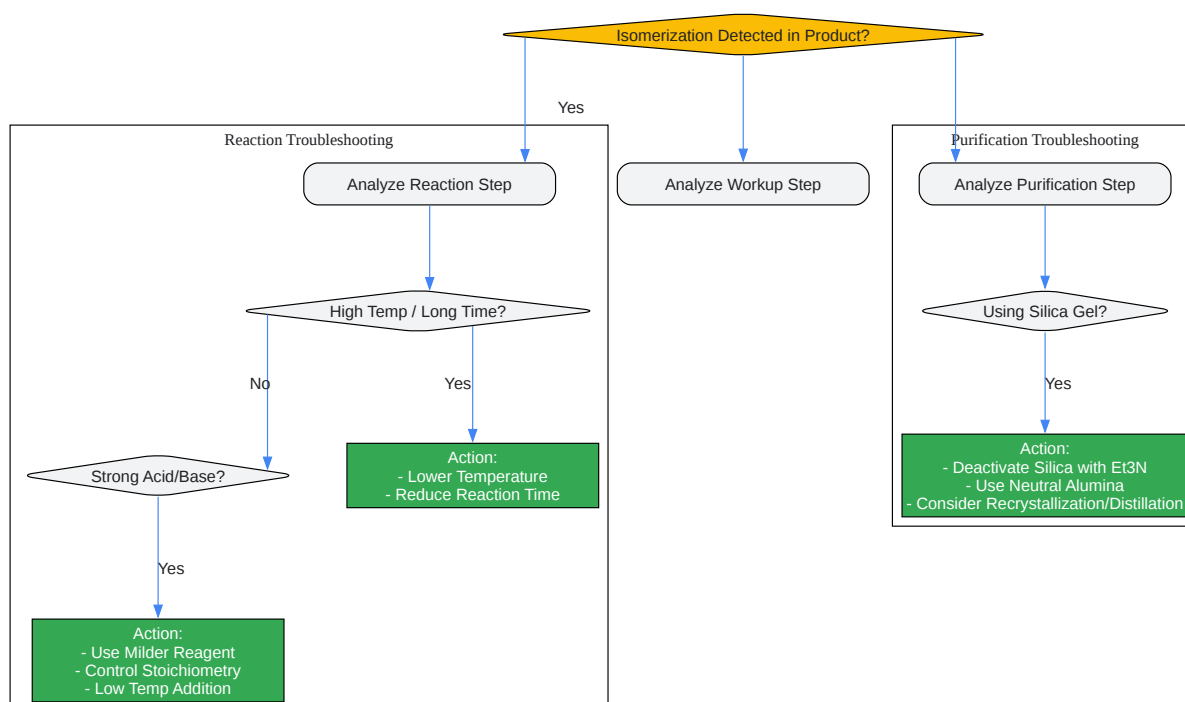 Isomerization Detected in Product?
Yes
Reaction Troubleshooting
Purification Troubleshooting
Analyze Reaction Step
Analyze Workup Step
Analyze Purification Step
High Temp / Long Time?
Using Silica Gel?
No
Yes
Yes
Strong Acid/Base?
Action:
- Lower Temperature
- Reduce Reaction Time
Action:
- Deactivate Silica with Et3N
- Use Neutral Alumina
- Consider Recrystallization/Distillation
Yes
Action:
- Use Milder Reagent
- Control Stoichiometry
- Low Temp Addition